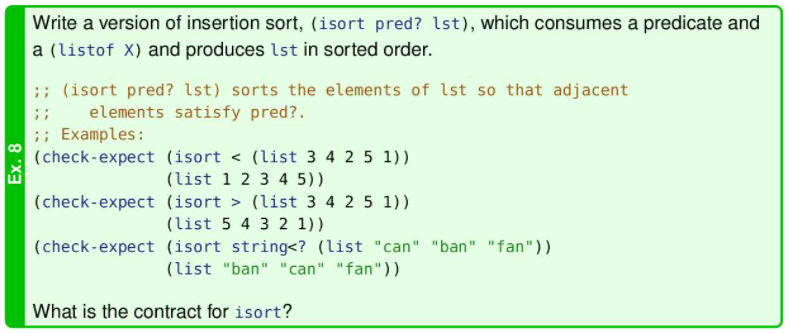 Ex. 8
Write a version of insertion sort, (isort pred? lst), which consumes a predicate and
a (listof X) and produces lst in sorted order.
;; (isort pred? lst) sorts the elements of lst so that adjacent
;;    elements satisfy pred?.
;; Examples:
(check-expect (isort < (list 3 4 2 5 1))
              (list 1 2 3 4 5))
(check-expect (isort > (list 3 4 2 5 1))
              (list 5 4 3 2 1))
(check-expect (isort string<? (list "can" "ban" "fan"))
              (list "ban" "can" "fan"))
What is the contract for isort?